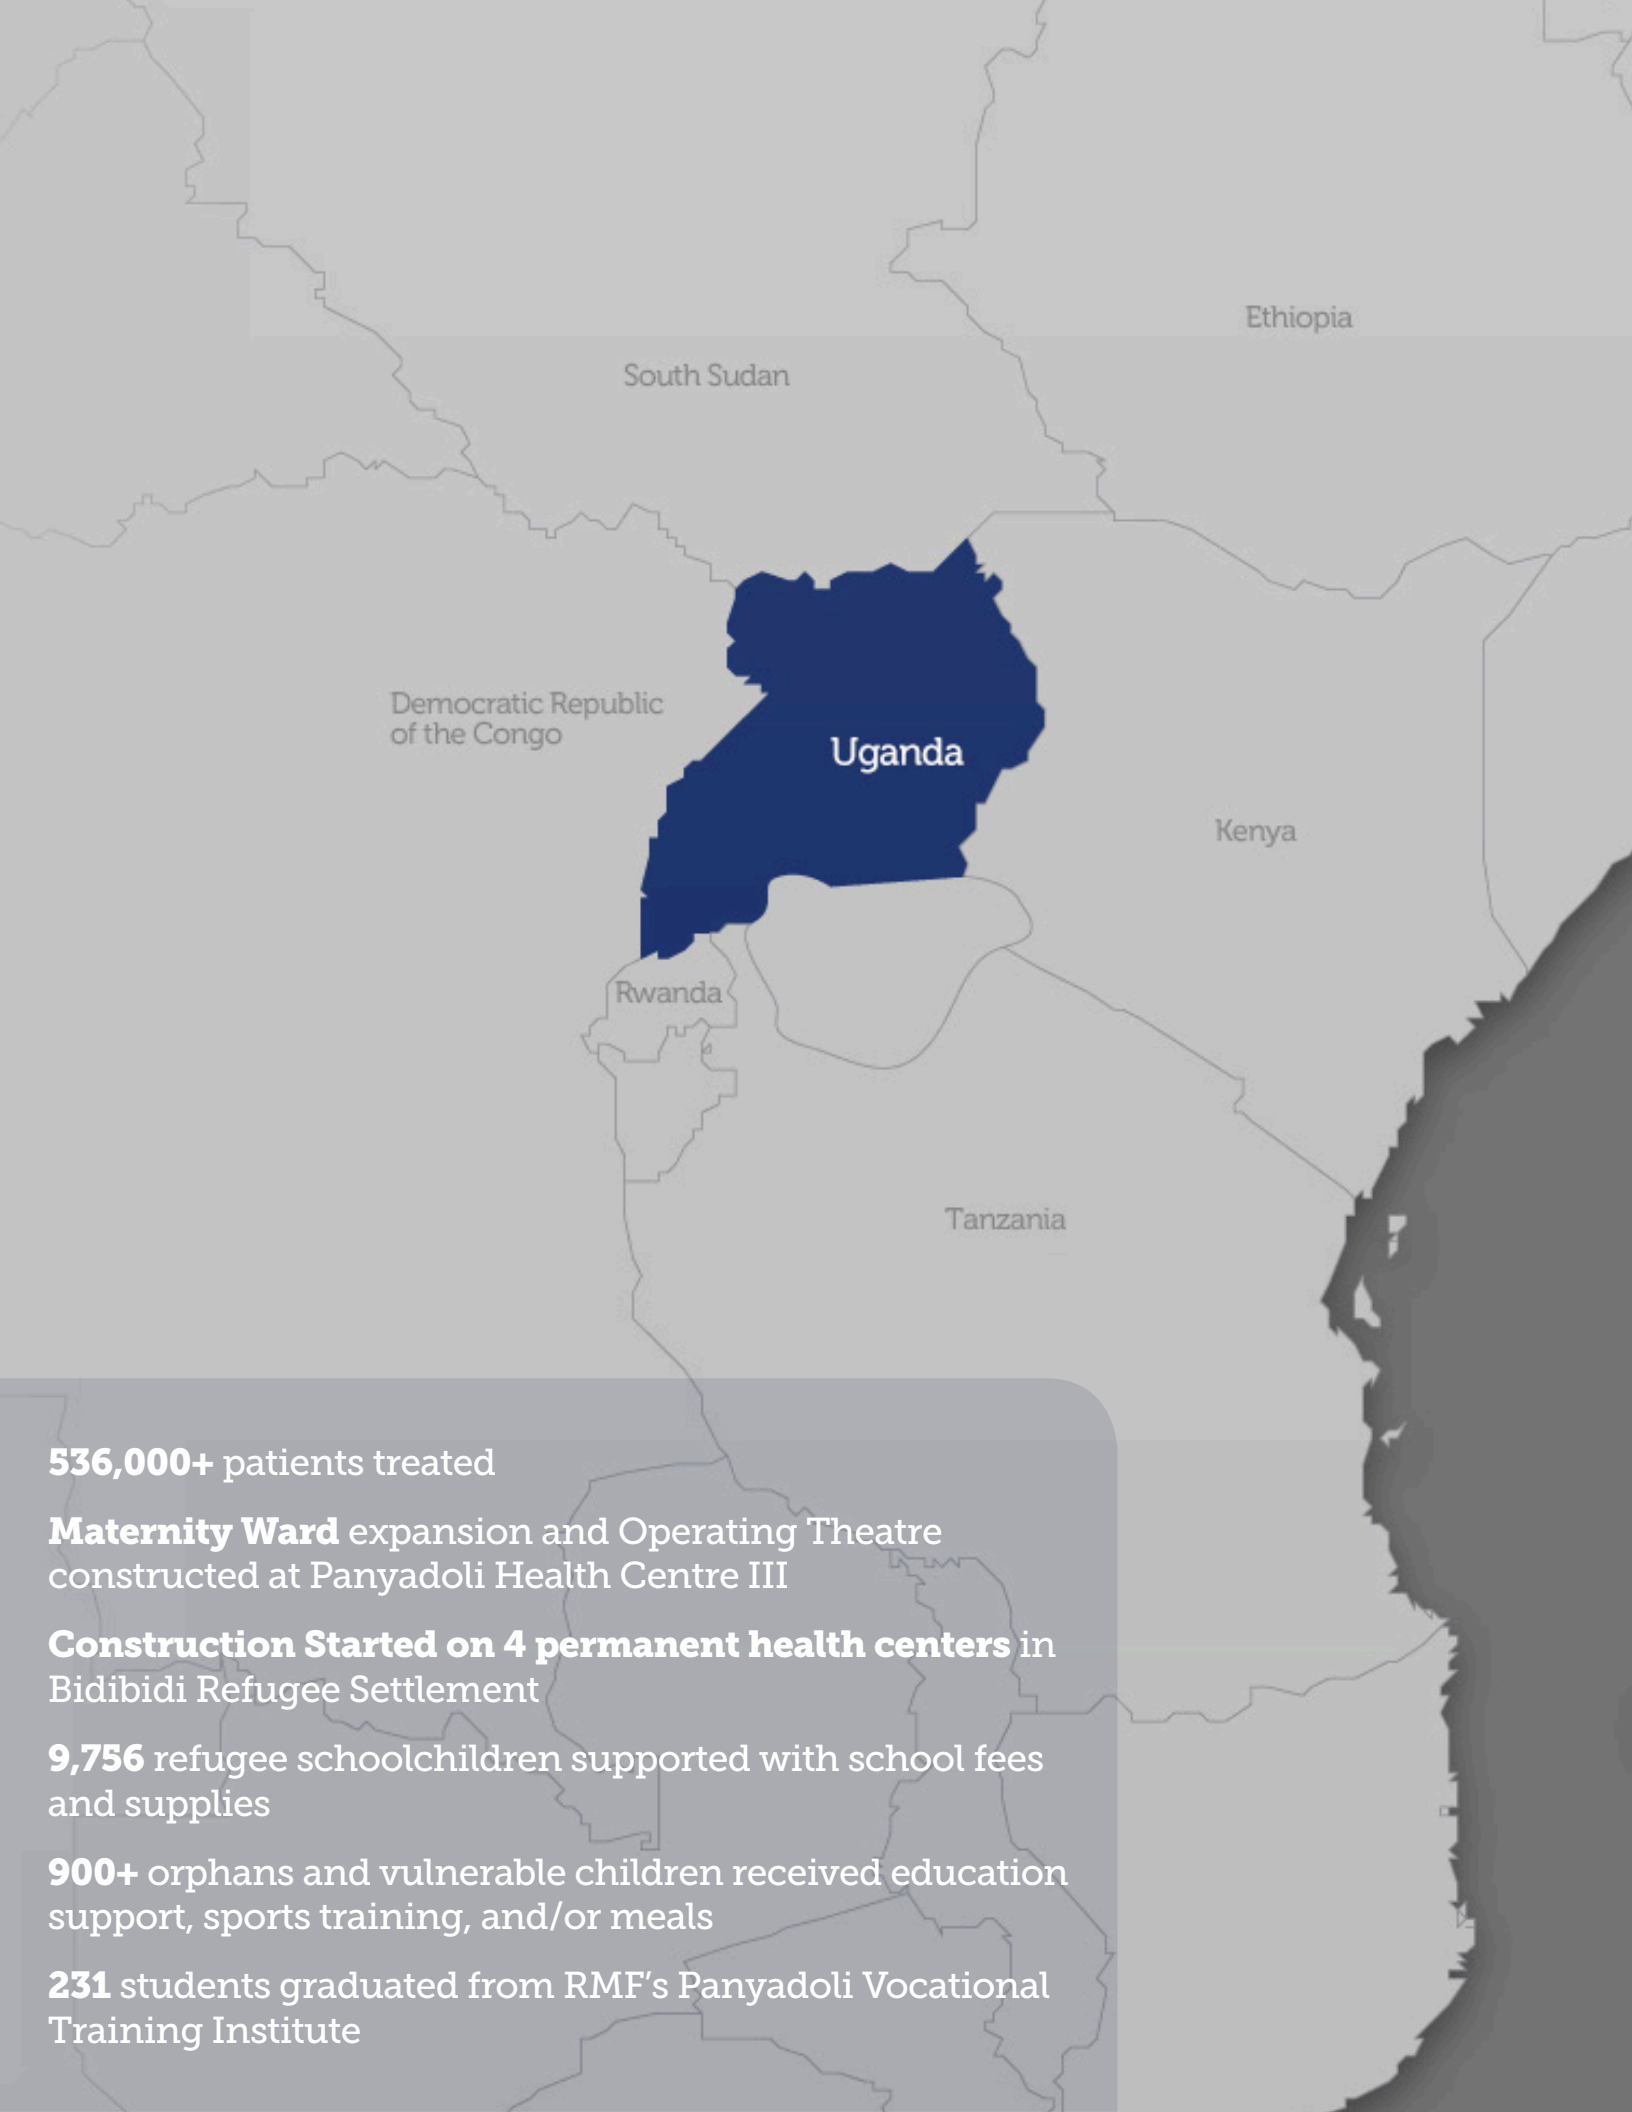 Ethiopia
South Sudan
Democratic Republic
of the Congo
Uganda
Kenya
Rwanda
Tanzania
536,000+ patients treated
Maternity Ward expansion and Operating Theatre
constructed at Panyadoli Health Centre III
Construction Started on 4 permanent health centers in
Bidibidi Refugee Settlement
9,756 refugee schoolchildren supported with school fees
and supplies
900+ orphans and vulnerable children received education
support, sports training, and/or meals
231 students graduated from RMF’s Panyadoli Vocational
Training Institute